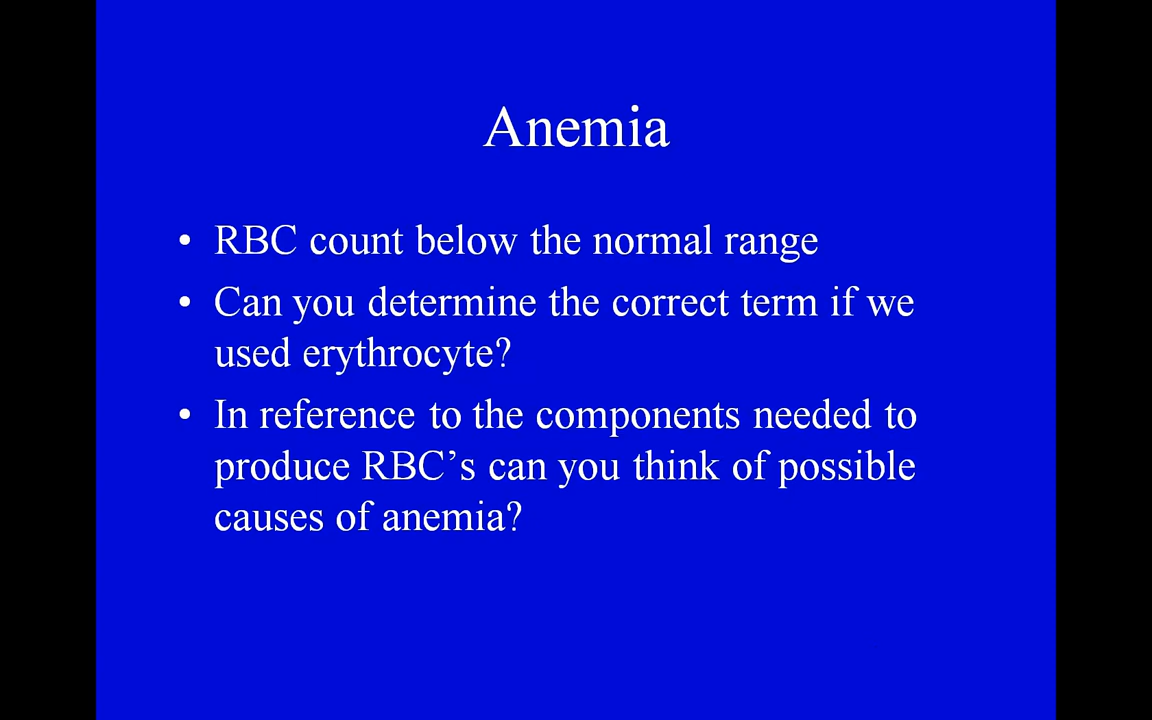 Anemia
• RBC count below the normal range
• Can you determine the correct term if we
used erythrocyte?
• In reference to the components needed to
produce RBC’s can you think of possible
causes of anemia?